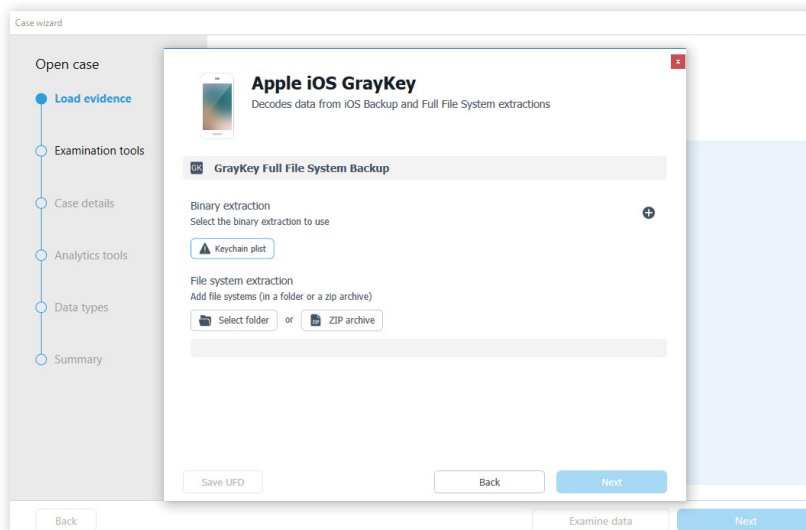 Case wizard
Open case
Load evidence
Examination tools
Case details
Analytics tools
Data types
Summary
x
Apple iOS GrayKey
Decodes data from iOS Backup and Full File System extractions
GK GrayKey Full File System Backup
Binary extraction
Select the binary extraction to use
Keychain plist
File system extraction
Add file systems (in a folder or a zip archive)
Select folder or ZIP ZIP archive
Save UFD Back Next
Back Examine data Next